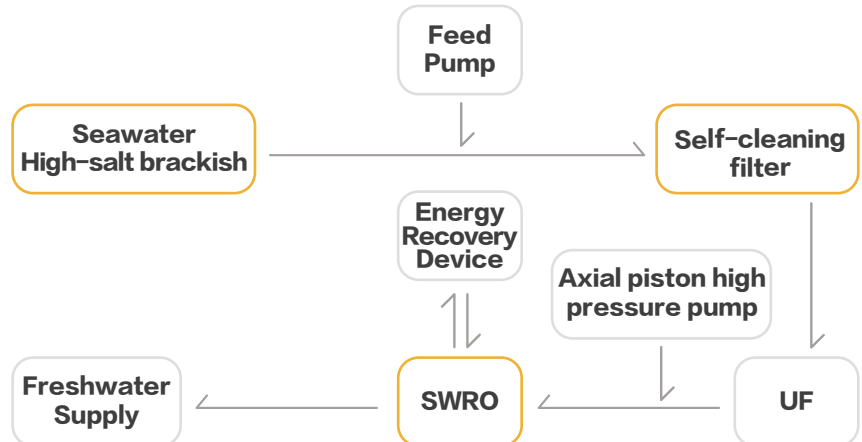 Feed
Pump
Seawater
High-salt brackish
Self-cleaning
filter
Energy
Recovery
Device
Axial piston high
pressure pump
Freshwater
Supply
SWRO
UF